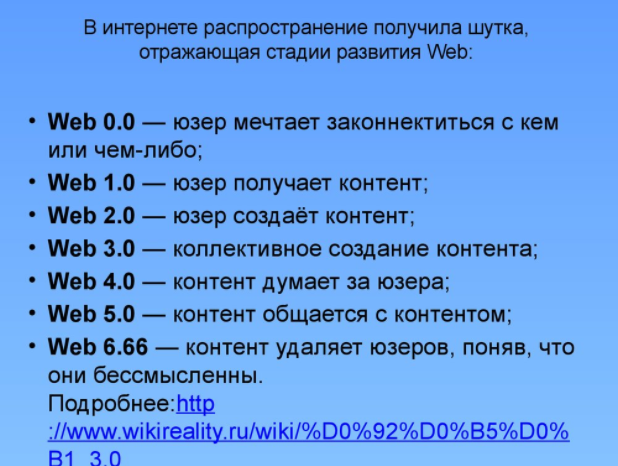 В интернете распространение получила шутка,
отражающая стадии развития Web:
• Web 0.0 — юзер мечтает законнектиться с кем
или чем-либо;
• Web 1.0 — юзер получает контент;
• Web 2.0 — юзер создаёт контент;
• Web 3.0 — коллективное создание контента;
• Web 4.0 — контент думает за юзера;
• Web 5.0 — контент общается с контентом;
• Web 6.66 — контент удаляет юзеров, поняв, что
они бессмысленны.
Подробнее:http
://www.wikireality.ru/wiki/%D0%92%D0%B5%D0%
B1_3.0